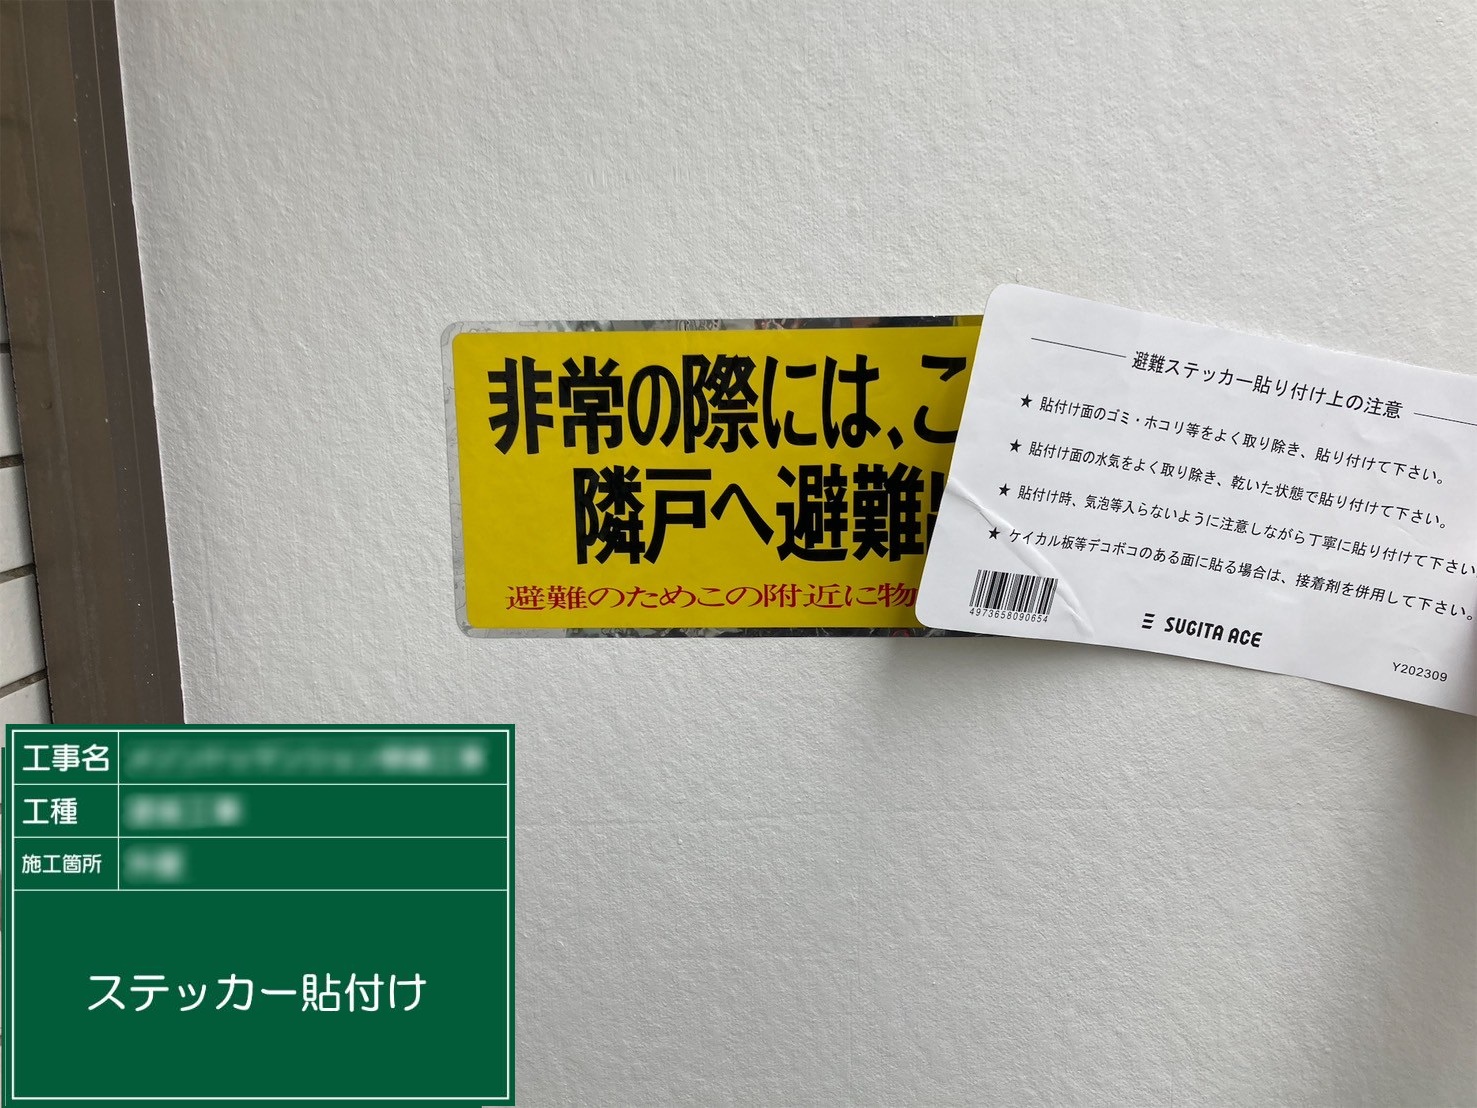 非常の際には、こ
隣戸へ避難
避難のためこの附近に物
避難ステッカー貼り付け上の注意
★ 貼付け面のゴミ・ホコリ等をよく取り除き、貼り付けて下さい。
★ 貼付け面の水気をよく取り除き、乾いた状態で貼り付けて下さい。
★ 貼付け時、気泡等入らないように注意しながら丁寧に貼り付けて下さい
★ ケイカル板等デコボコのある面に貼る場合は、接着剤を併用して下さい。
4973658090654
SUGITA ACE
Y202309
工事名
工種
施工箇所
ステッカー貼付け